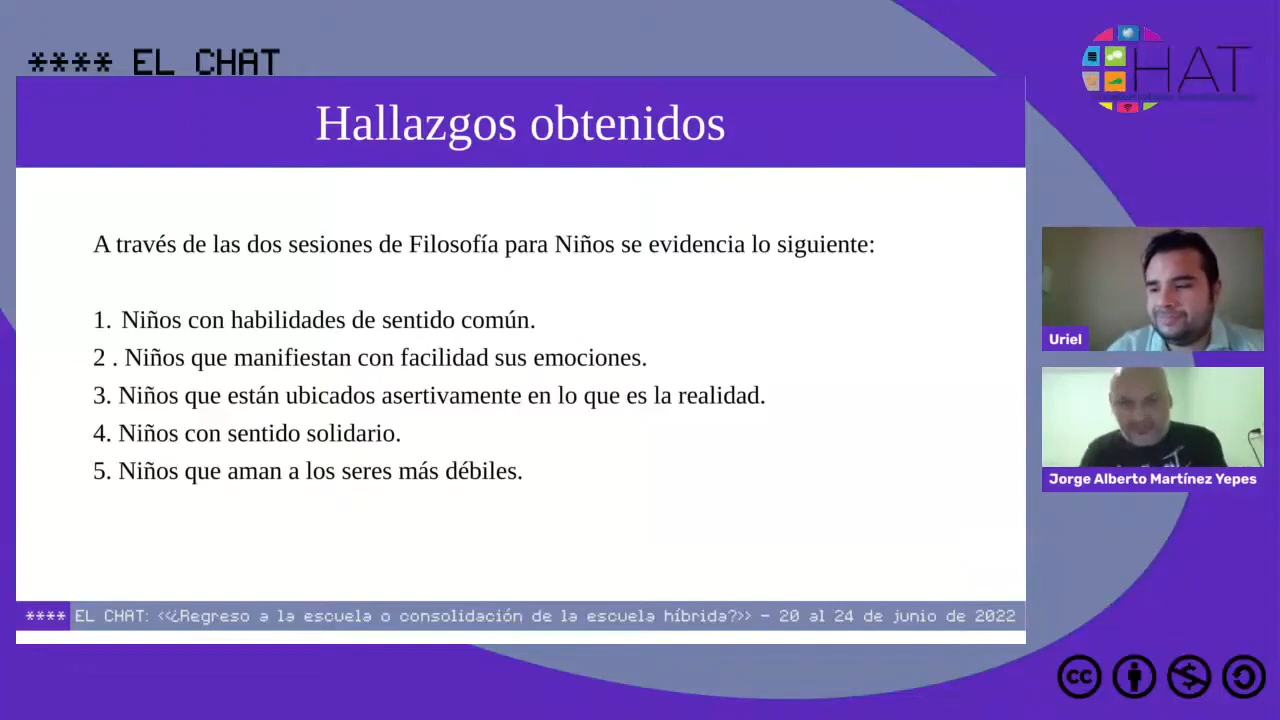 **** EL CHAT
HAT
Hallazgos obtenidos
A través de las dos sesiones de Filosofía para Niños se evidencia lo siguiente:
1. Niños con habilidades de sentido común.
2 . Niños que manifiestan con facilidad sus emociones.
3. Niños que están ubicados asertivamente en lo que es la realidad.
4. Niños con sentido solidario.
5. Niños que aman a los seres más débiles.
Uriel
Jorge Alberto Martínez Yepes
**** EL CHAT: <<¿Regreso a la escuela o consolidación de la escuela híbrida?>> – 20 al 24 de junio de 2022
cc